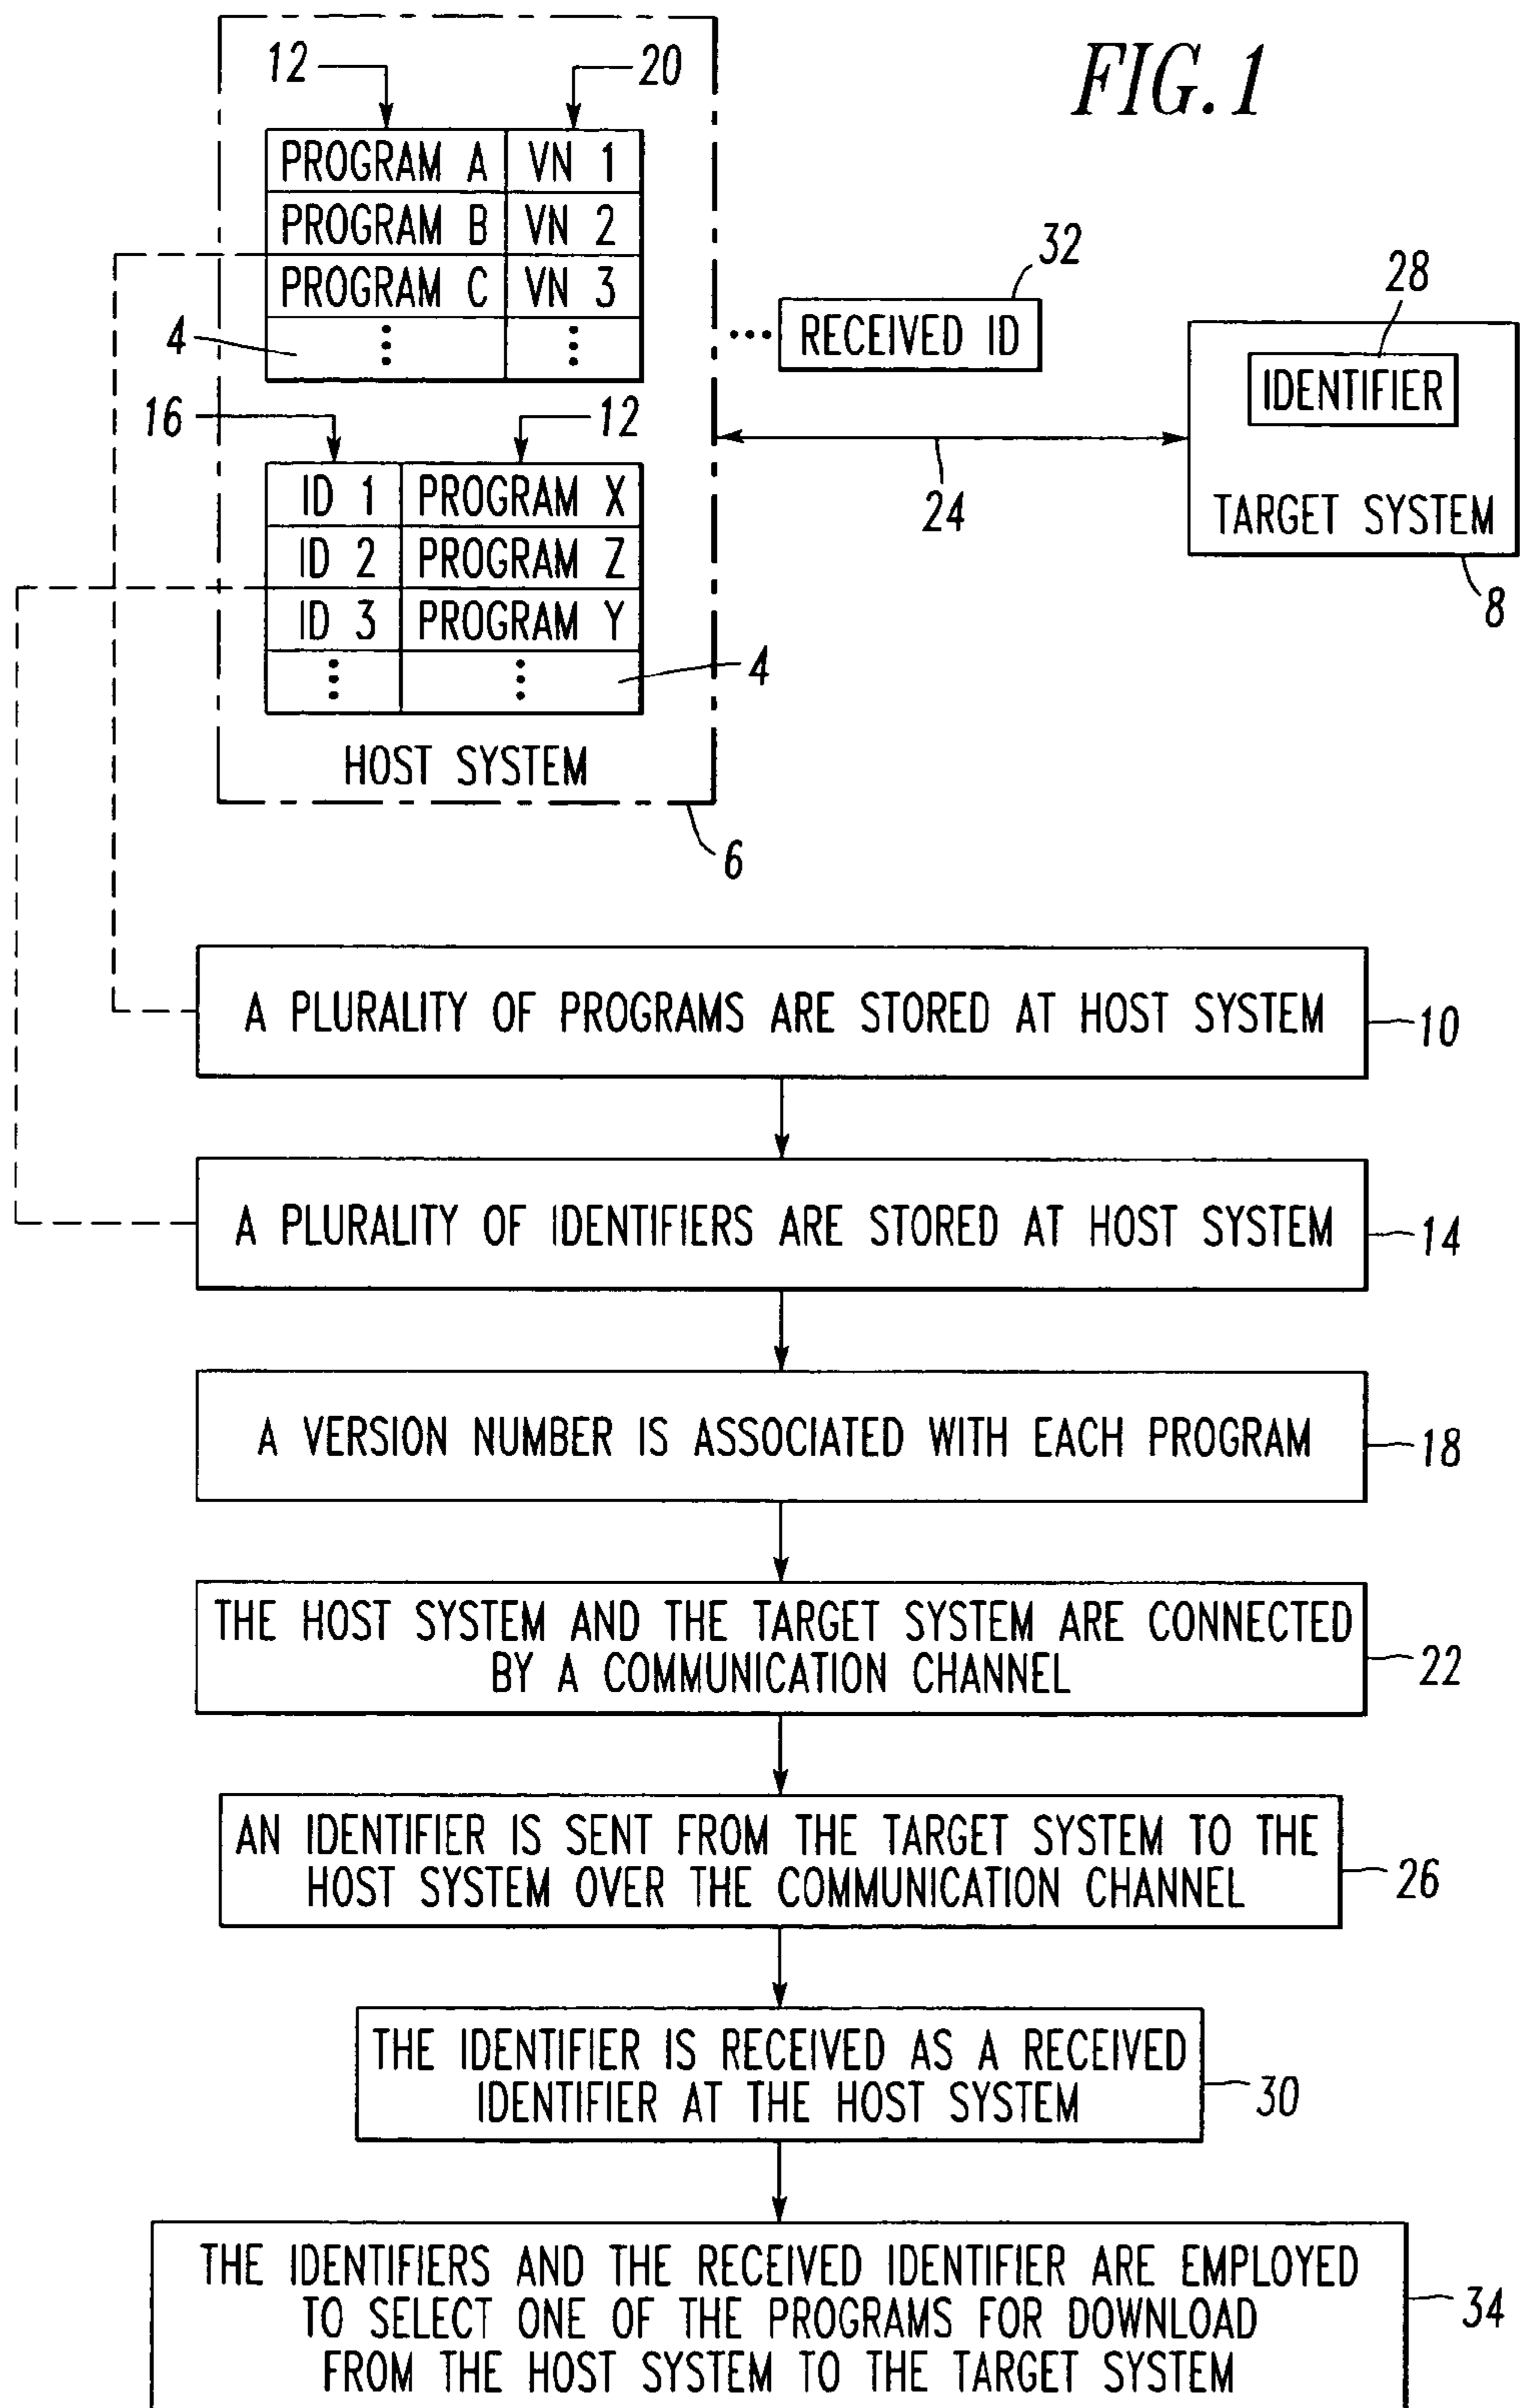 FIG. 1
12
20
PROGRAM A VN 1
PROGRAM B VN 2
PROGRAM C VN 3
4
32
RECEIVED ID
28
IDENTIFIER
TARGET SYSTEM
8
24
16
12
ID 1 PROGRAM X
ID 2 PROGRAM Z
ID 3 PROGRAM Y
4
HOST SYSTEM
6
A PLURALITY OF PROGRAMS ARE STORED AT HOST SYSTEM
10
A PLURALITY OF IDENTIFIERS ARE STORED AT HOST SYSTEM
14
A VERSION NUMBER IS ASSOCIATED WITH EACH PROGRAM
18
THE HOST SYSTEM AND THE TARGET SYSTEM ARE CONNECTED
BY A COMMUNICATION CHANNEL
22
AN IDENTIFIER IS SENT FROM THE TARGET SYSTEM TO THE
HOST SYSTEM OVER THE COMMUNICATION CHANNEL
26
THE IDENTIFIER IS RECEIVED AS A RECEIVED
IDENTIFIER AT THE HOST SYSTEM
30
THE IDENTIFIERS AND THE RECEIVED IDENTIFIER ARE EMPLOYED
TO SELECT ONE OF THE PROGRAMS FOR DOWNLOAD
FROM THE HOST SYSTEM TO THE TARGET SYSTEM
34